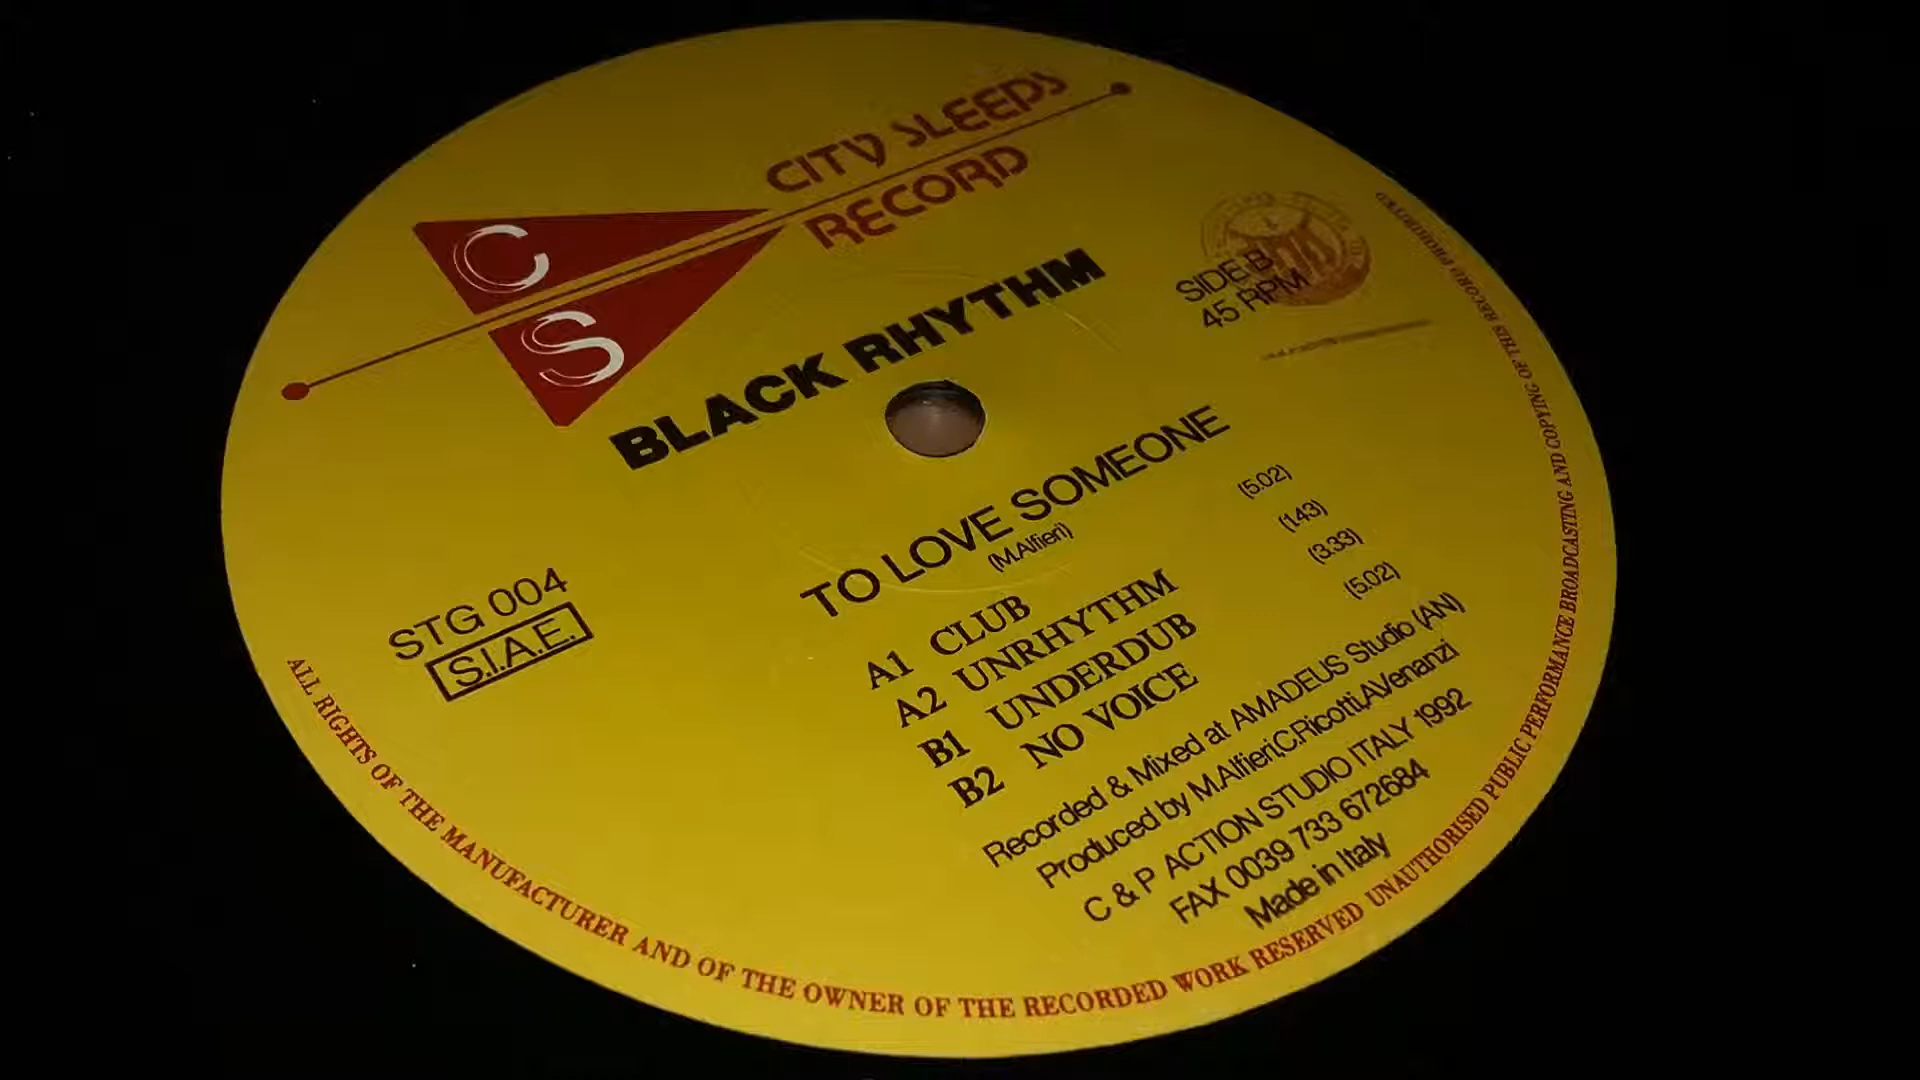 CITY SLEEPS
RECORD
C
S
BLACK RHYTHM
SIDE B
45 RPM
TO LOVE SOMEONE
(M.Alfieri)
STG 004
S.I.A.E.
A1 CLUB (5.02)
A2 UNRHYTHM (1.43)
B1 UNDERDUB (3.33)
B2 NO VOICE (5.02)
Recorded & Mixed at AMADEUS Studio (AN)
Produced by M.Alfieri,C.Ricotti,A.Venanzi
C & P ACTION STUDIO ITALY 1992
FAX 0039 733 672684
Made in Italy
ALL RIGHTS OF THE MANUFACTURER AND OF THE OWNER OF THE RECORDED WORK RESERVED UNAUTHORISED PUBLIC PERFORMANCE BROADCASTING AND COPYING OF THIS RECORD PROHIBITED